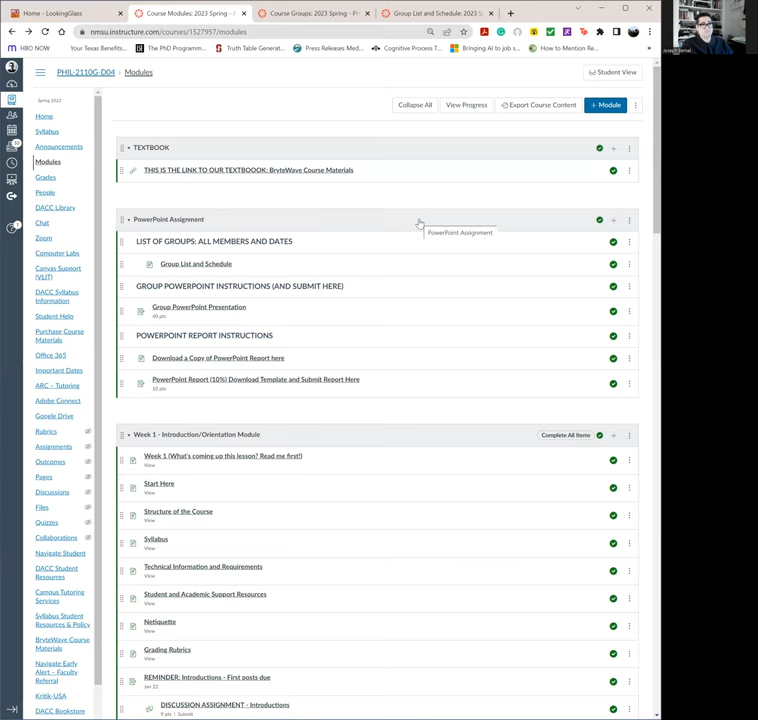 Home - LookingGlass
Course Modules: 2023 Spring - F
Course Groups: 2023 Spring - PH
Group List and Schedule: 2023 S
nmsu.instructure.com/courses/1527957/modules
HBO NOW
Your Texas Benefits...
The PhD Programm...
Truth Table Generat...
Press Releases Med...
Cognitive Process T...
Bringing AI to job s...
How to Mention Re...
Joseph Bernal
PHIL-2110G-D04
Modules
Student View
Spring 2023
Collapse All
View Progress
Export Course Content
+ Module
Home
Syllabus
Announcements
Modules
Grades
People
DACC Library
Chat
Zoom
Computer Labs
Canvas Support
(VLIT)
DACC Syllabus
Information
Student Help
Purchase Course
Materials
Office 365
Important Dates
ARC – Tutoring
Adobe Connect
Google Drive
Rubrics
Assignments
Outcomes
Pages
Discussions
Files
Quizzes
Collaborations
Navigate Student
DACC Student
Resources
Campus Tutoring
Services
Syllabus Student
Resources & Policy
BryteWave Course
Materials
Navigate Early
Alert – Faculty
Referral
Kritik-USA
DACC Bookstore
TEXTBOOK
THIS IS THE LINK TO OUR TEXTBOOOK: BryteWave Course Materials
PowerPoint Assignment
PowerPoint Assignment
LIST OF GROUPS: ALL MEMBERS AND DATES
Group List and Schedule
GROUP POWERPOINT INSTRUCTIONS (AND SUBMIT HERE)
Group PowerPoint Presentation
40 pts
POWERPOINT REPORT INSTRUCTIONS
Download a Copy of PowerPoint Report here
PowerPoint Report (10%) Download Template and Submit Report Here
10 pts
Week 1 - Introduction/Orientation Module
Complete All Items
Week 1 (What's coming up this lesson? Read me first!)
View
Start Here
View
Structure of the Course
View
Syllabus
View
Technical Information and Requirements
View
Student and Academic Support Resources
View
Netiquette
View
Grading Rubrics
View
REMINDER: Introductions - First posts due
Jan 22
DISCUSSION ASSIGNMENT - Introductions
9 pts | Submit